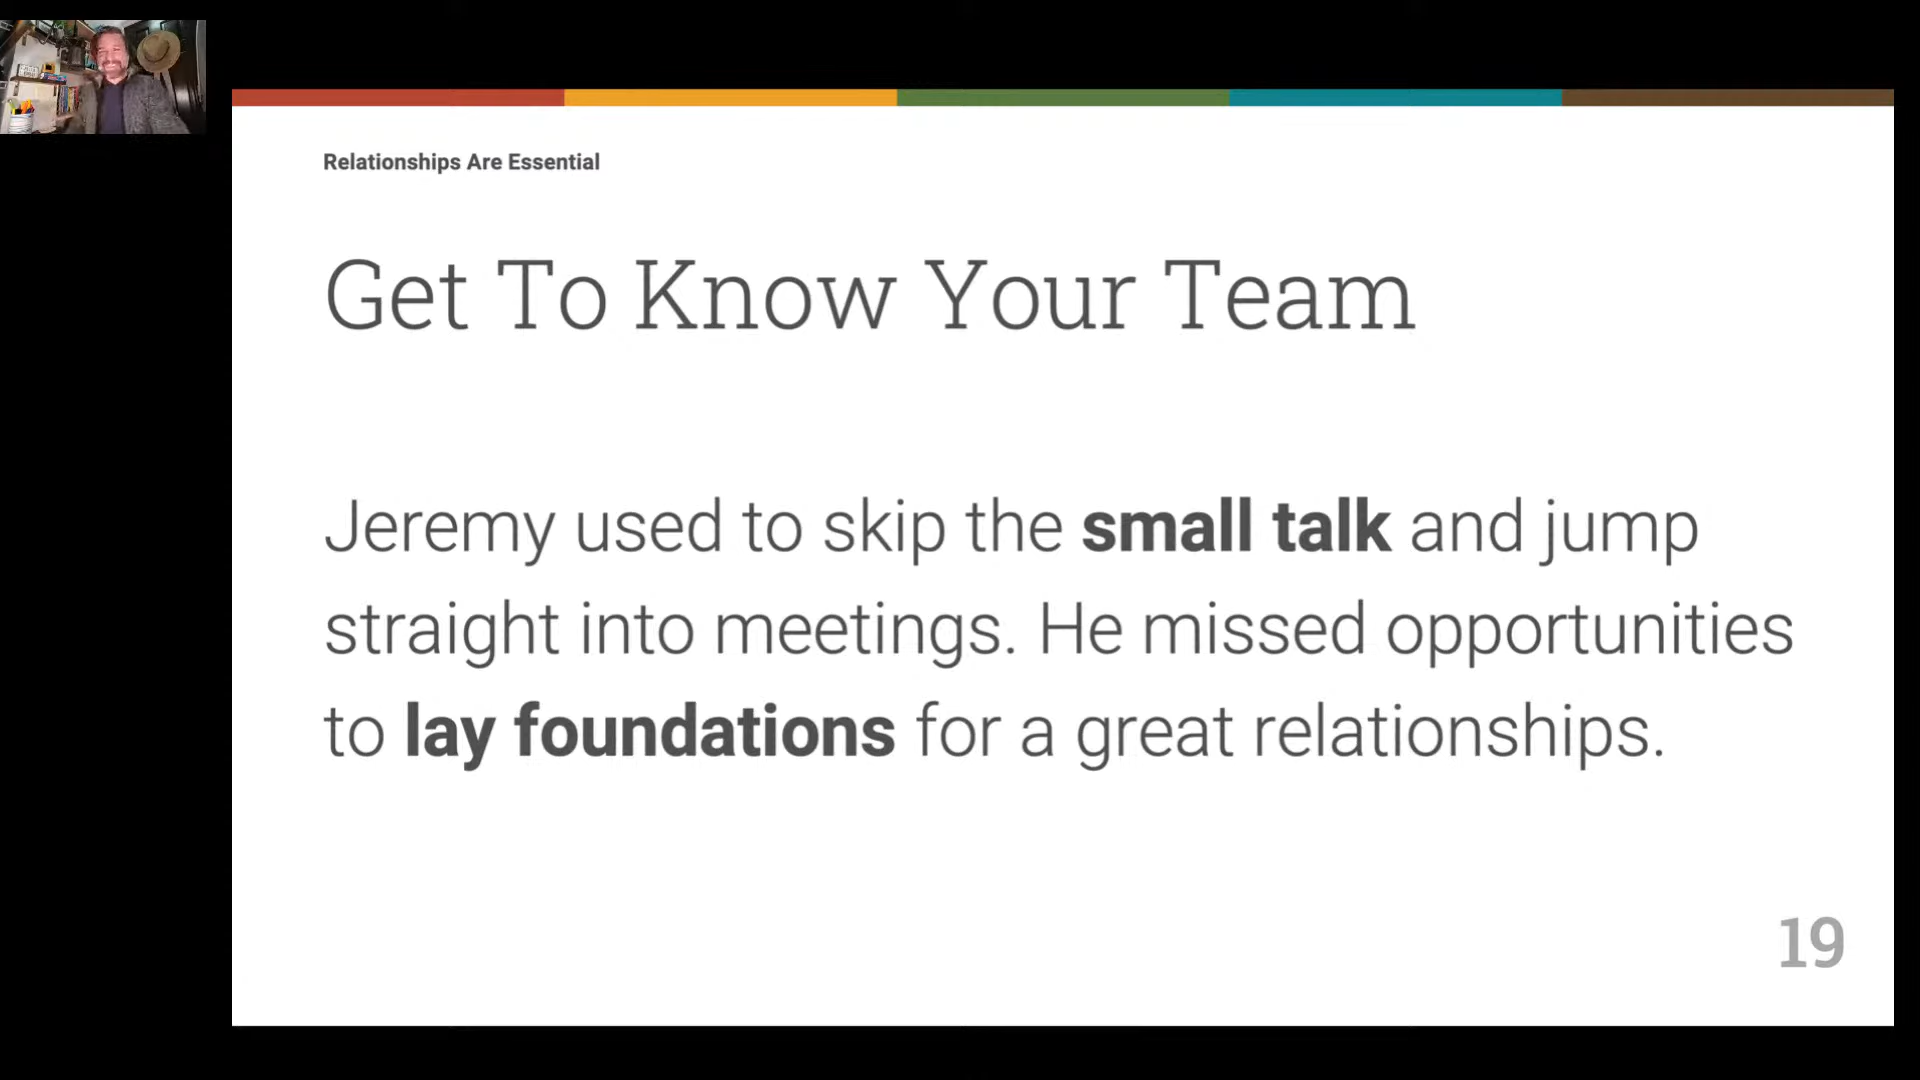 Relationships Are Essential
Get To Know Your Team
Jeremy used to skip the small talk and jump
straight into meetings. He missed opportunities
to lay foundations for a great relationships.
19